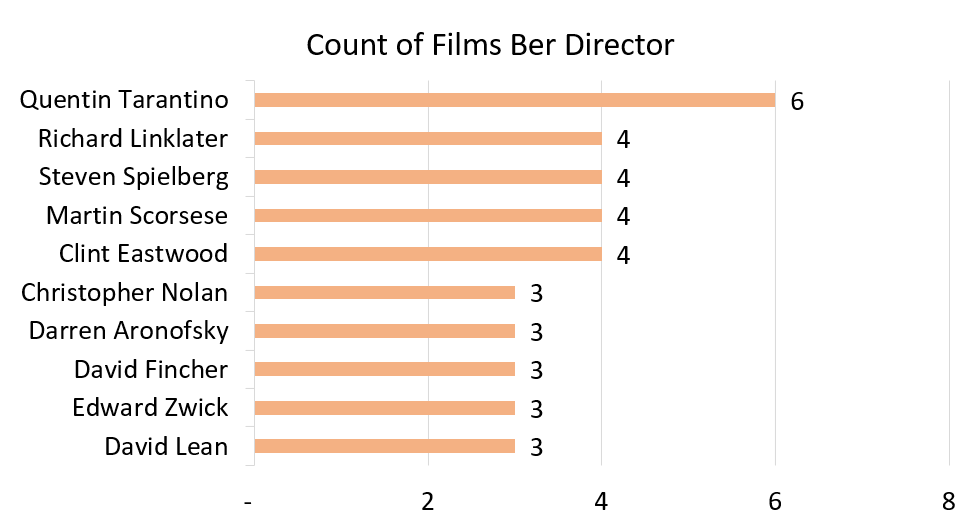 Count of Films Ber Director
Quentin Tarantino 6
Richard Linklater 4
Steven Spielberg 4
Martin Scorsese 4
Clint Eastwood 4
Christopher Nolan 3
Darren Aronofsky 3
David Fincher 3
Edward Zwick 3
David Lean 3
- 2 4 6 8